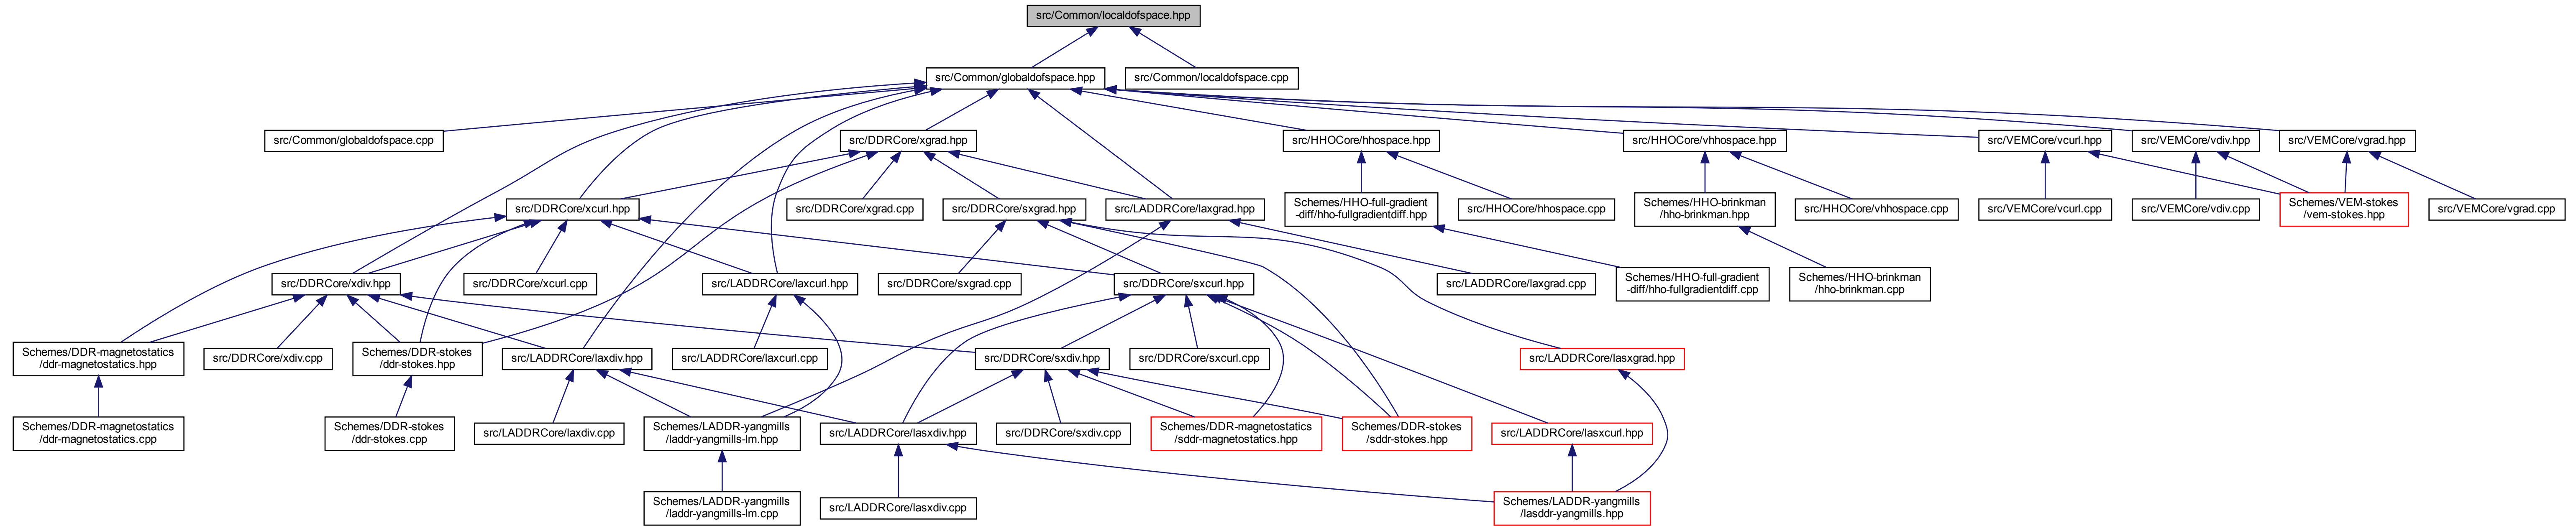 src/Common/localdofspace.hpp
src/Common/globaldofspace.hpp
src/Common/localdofspace.cpp
src/Common/globaldofspace.cpp
src/DDRCore/xgrad.hpp
src/HHOCore/hhospace.hpp
src/HHOCore/vhhospace.hpp
src/VEMCore/vcurl.hpp
src/VEMCore/vdiv.hpp
src/VEMCore/vgrad.hpp
src/DDRCore/xcurl.hpp
src/DDRCore/xgrad.cpp
src/DDRCore/sxgrad.hpp
src/LADDRCore/laxgrad.hpp
Schemes/HHO-full-gradient
-diff/hho-fullgradientdiff.hpp
src/HHOCore/hhospace.cpp
Schemes/HHO-brinkman
/hho-brinkman.hpp
src/HHOCore/vhhospace.cpp
src/VEMCore/vcurl.cpp
src/VEMCore/vdiv.cpp
Schemes/VEM-stokes
/vem-stokes.hpp
src/VEMCore/vgrad.cpp
src/DDRCore/xdiv.hpp
src/DDRCore/xcurl.cpp
src/LADDRCore/laxcurl.hpp
src/DDRCore/sxgrad.cpp
src/DDRCore/sxcurl.hpp
src/LADDRCore/laxgrad.cpp
Schemes/HHO-full-gradient
-diff/hho-fullgradientdiff.cpp
Schemes/HHO-brinkman
/hho-brinkman.cpp
Schemes/DDR-magnetostatics
/ddr-magnetostatics.hpp
src/DDRCore/xdiv.cpp
Schemes/DDR-stokes
/ddr-stokes.hpp
src/LADDRCore/laxdiv.hpp
src/LADDRCore/laxcurl.cpp
src/DDRCore/sxdiv.hpp
src/DDRCore/sxcurl.cpp
src/LADDRCore/lasxgrad.hpp
Schemes/DDR-magnetostatics
/ddr-magnetostatics.cpp
Schemes/DDR-stokes
/ddr-stokes.cpp
src/LADDRCore/laxdiv.cpp
Schemes/LADDR-yangmills
/laddr-yangmills-lm.hpp
src/LADDRCore/lasxdiv.hpp
src/DDRCore/sxdiv.cpp
Schemes/DDR-magnetostatics
/sddr-magnetostatics.hpp
Schemes/DDR-stokes
/sddr-stokes.hpp
src/LADDRCore/lasxcurl.hpp
Schemes/LADDR-yangmills
/laddr-yangmills-lm.cpp
src/LADDRCore/lasxdiv.cpp
Schemes/LADDR-yangmills
/lasddr-yangmills.hpp